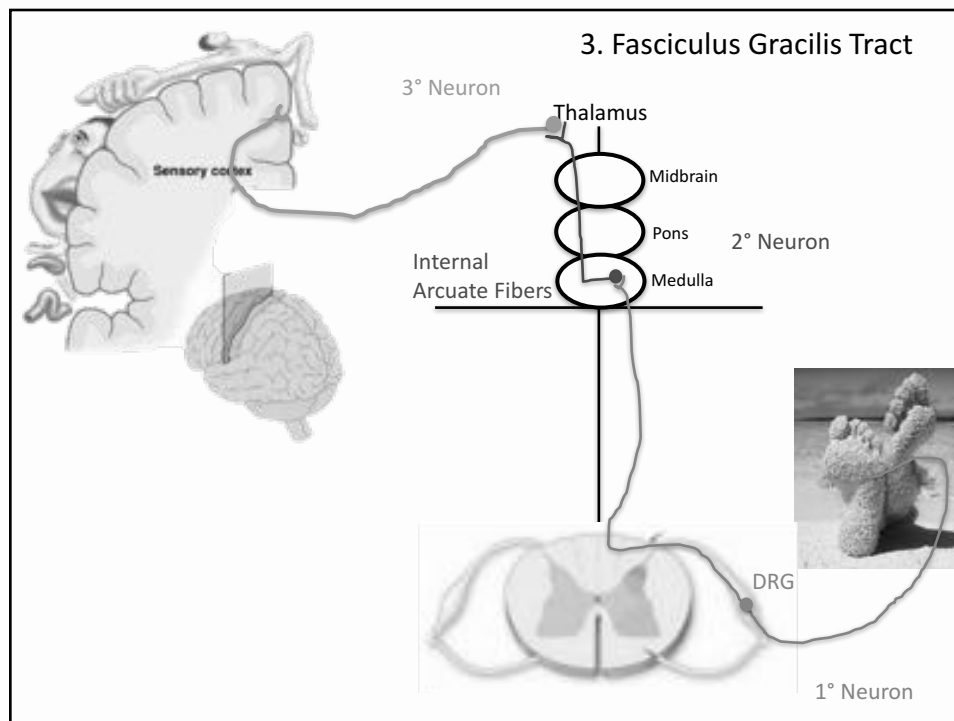 3. Fasciculus Gracilis Tract
3° Neuron
Thalamus
Sensory cortex
Midbrain
Pons
2° Neuron
Internal
Arcuate Fibers
Medulla
DRG
1° Neuron